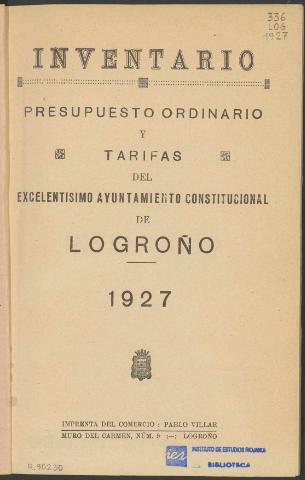 336
LOG
1927
INVENTARIO
PRESUPUESTO ORDINARIO
Y
TARIFAS
DEL
EXCELENTISIMO AYUNTAMIENTO CONSTITUCIONAL
DE
LOGROÑO
1927
IMPRENTA DEL COMERCIO : PABLO VILLAR
MURO DEL CARMEN, NÚM. 9 :—: LOGROÑO
R. 90230
ier
INSTITUTO DE ESTUDIOS RIOJANOS
BIBLIOTECA